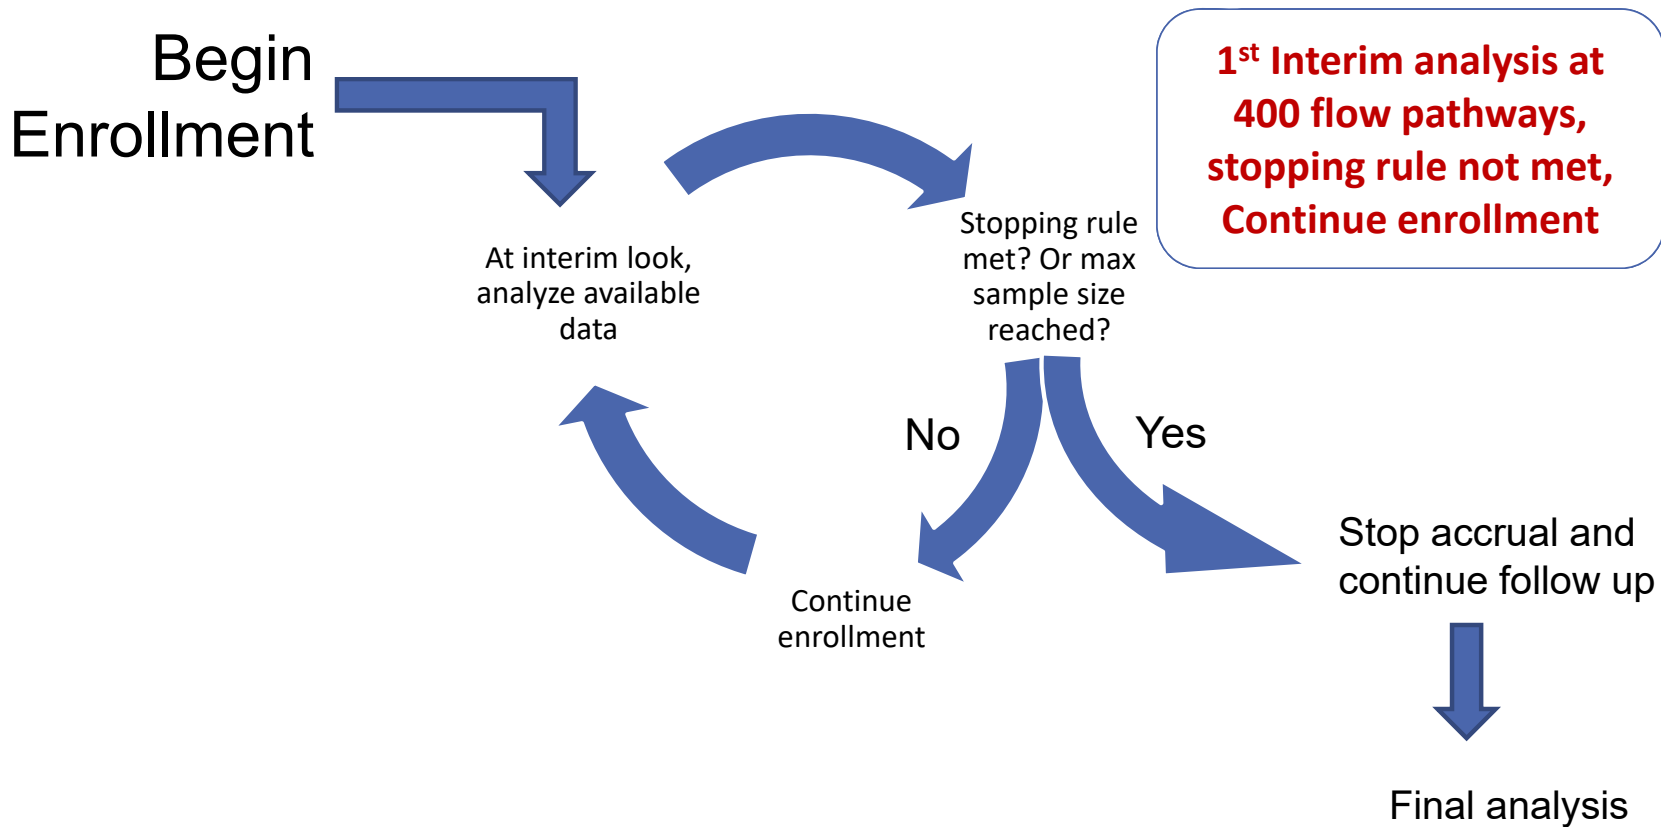 Begin
Enrollment
1st Interim analysis at
400 flow pathways,
stopping rule not met,
Continue enrollment
At interim look,
analyze available
data
Stopping rule
met? Or max
sample size
reached?
No
Yes
Continue
enrollment
Stop accrual and
continue follow up
Final analysis